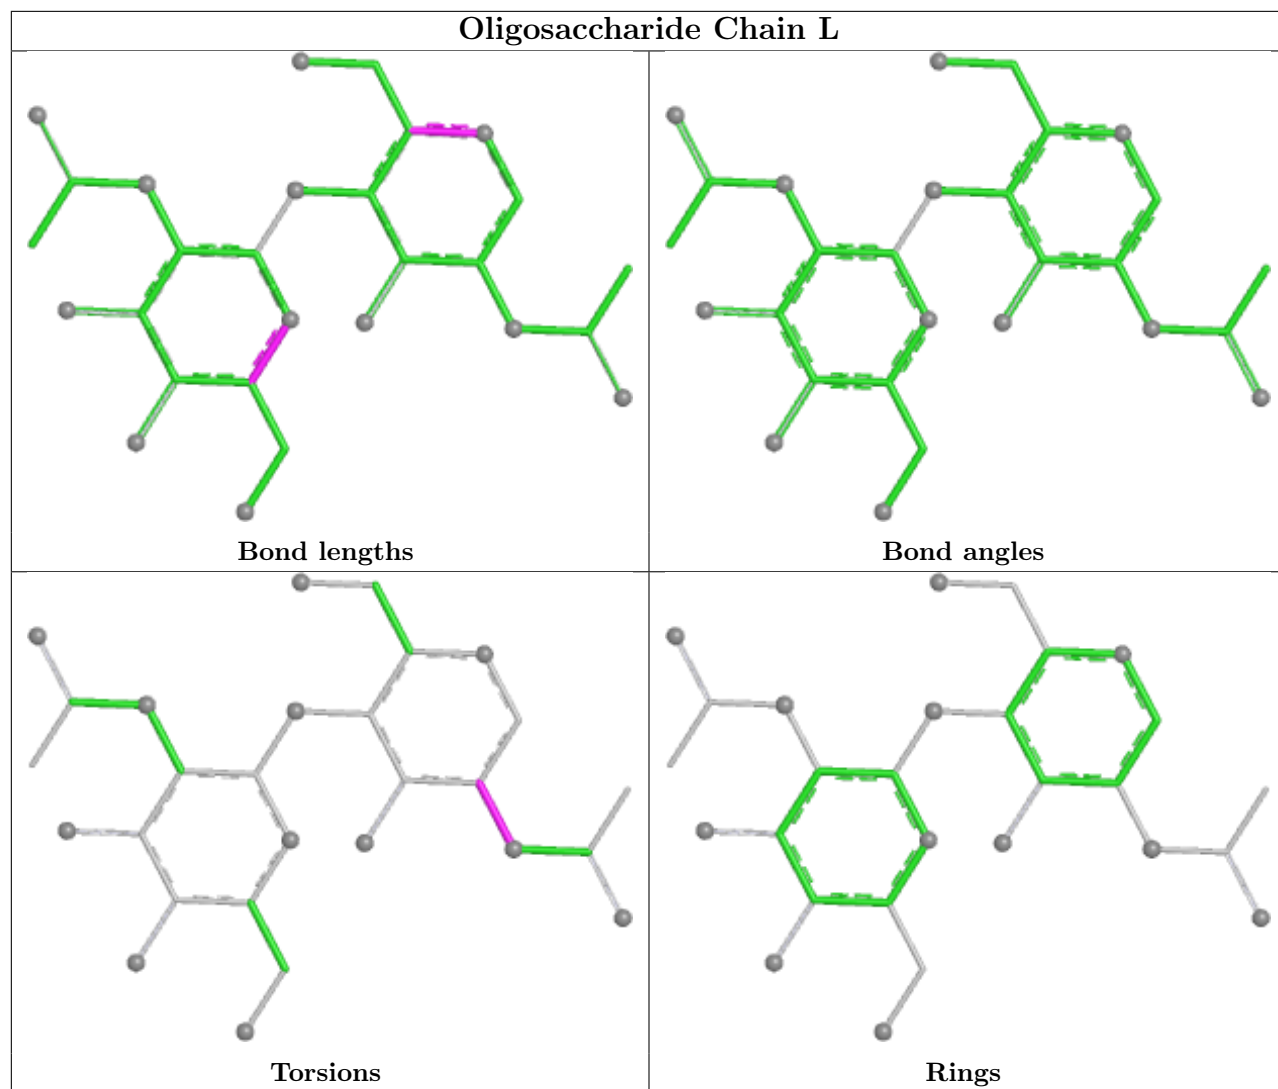 Oligosaccharide Chain L
Bond lengths
Bond angles
Torsions
Rings